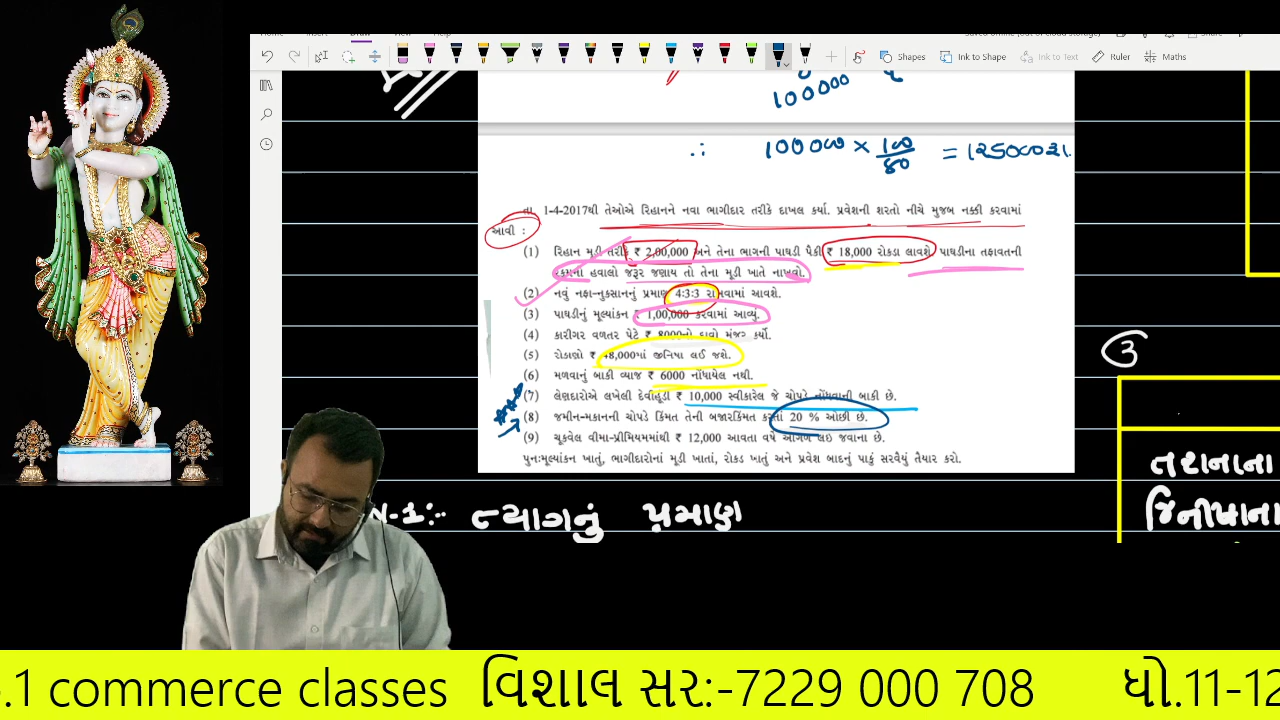 Shapes Ink to Shape Ink to Text Ruler Maths
100000
∴ 100000 × 100/80 = 125000 રૂા.
તા. 1-4-2017થી તેઓએ રિહાનને નવા ભાગીદાર તરીકે દાખલ કર્યા. પ્રવેશની શરતો નીચે મુજબ નક્કી કરવામાં
આવી :
(1) રિહાન મૂડી તરીકે ₹ 2,00,000 અને તેના ભાગની પાઘડી પૈકી ₹ 18,000 રોકડા લાવશે. પાઘડીના તફાવતની
રકમનો હવાલો જરૂર જણાય તો તેના મૂડી ખાતે નાખવો.
(2) નવું નફા-નુકસાનનું પ્રમાણ 4:3:3 રાખવામાં આવશે.
(3) પાઘડીનું મૂલ્યાંકન ₹ 1,00,000 કરવામાં આવ્યું.
(4) કારીગર વળતર પેટે ₹ 8000નો દાવો મંજૂર કર્યો.
(5) રોકાણો ₹ 48,000માં જીનિષા લઈ જશે.
(6) મળવાનું બાકી વ્યાજ ₹ 6000 નોંધાયેલ નથી.
(7) લેણદારોએ લખેલી દેવીહૂંડી ₹ 10,000 સ્વીકારેલ જે ચોપડે નોંધવાની બાકી છે.
(8) જમીન-મકાનની ચોપડે કિંમત તેની બજારકિંમત કરતાં 20 % ઓછી છે.
(9) ચૂકવેલ વીમા-પ્રીમિયમમાંથી ₹ 12,000 આવતા વર્ષે આગળ લઈ જવાના છે.
પુનઃમૂલ્યાંકન ખાતું, ભાગીદારોનાં મૂડી ખાતાં, રોકડ ખાતું અને પ્રવેશ બાદનું પાકું સરવૈયું તૈયાર કરો.
3
તશનાના
જિનીષાના
N-1:- ત્યાગનું પ્રમાણ
.1 commerce classes વિશાલ સર:-7229 000 708 ધો.11-12